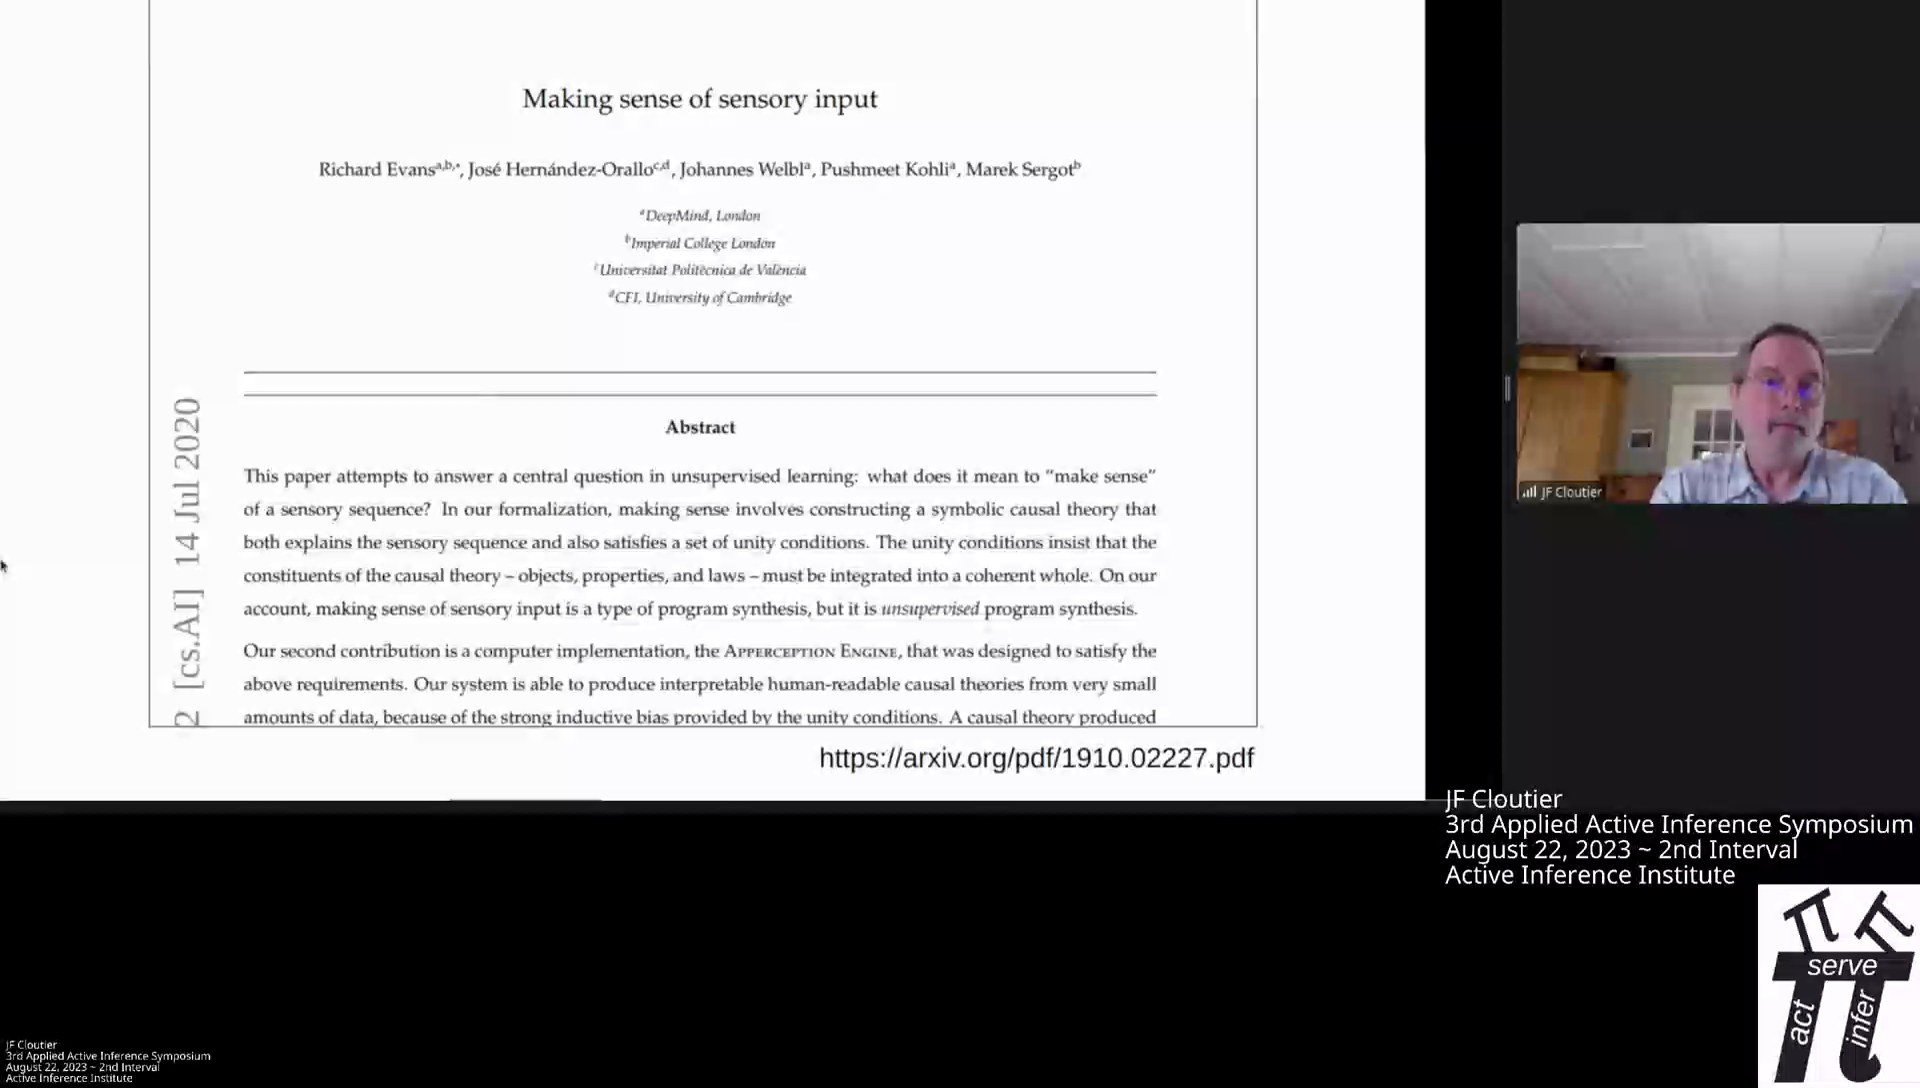 Making sense of sensory input
Richard Evansa,b,*, José Hernández-Oralloc,d, Johannes Welbla, Pushmeet Kohlia, Marek Sergotb
aDeepMind, London
bImperial College London
cUniversitat Politècnica de València
dCFI, University of Cambridge
2 [cs.AI] 14 Jul 2020
Abstract
This paper attempts to answer a central question in unsupervised learning: what does it mean to “make sense”
of a sensory sequence? In our formalization, making sense involves constructing a symbolic causal theory that
both explains the sensory sequence and also satisfies a set of unity conditions. The unity conditions insist that the
constituents of the causal theory – objects, properties, and laws – must be integrated into a coherent whole. On our
account, making sense of sensory input is a type of program synthesis, but it is unsupervised program synthesis.
Our second contribution is a computer implementation, the Apperception Engine, that was designed to satisfy the
above requirements. Our system is able to produce interpretable human-readable causal theories from very small
amounts of data, because of the strong inductive bias provided by the unity conditions. A causal theory produced
https://arxiv.org/pdf/1910.02227.pdf
JF Cloutier
JF Cloutier
3rd Applied Active Inference Symposium
August 22, 2023 ~ 2nd Interval
Active Inference Institute
serve
act
infer
JF Cloutier
3rd Applied Active Inference Symposium
August 22, 2023 ~ 2nd Interval
Active Inference Institute